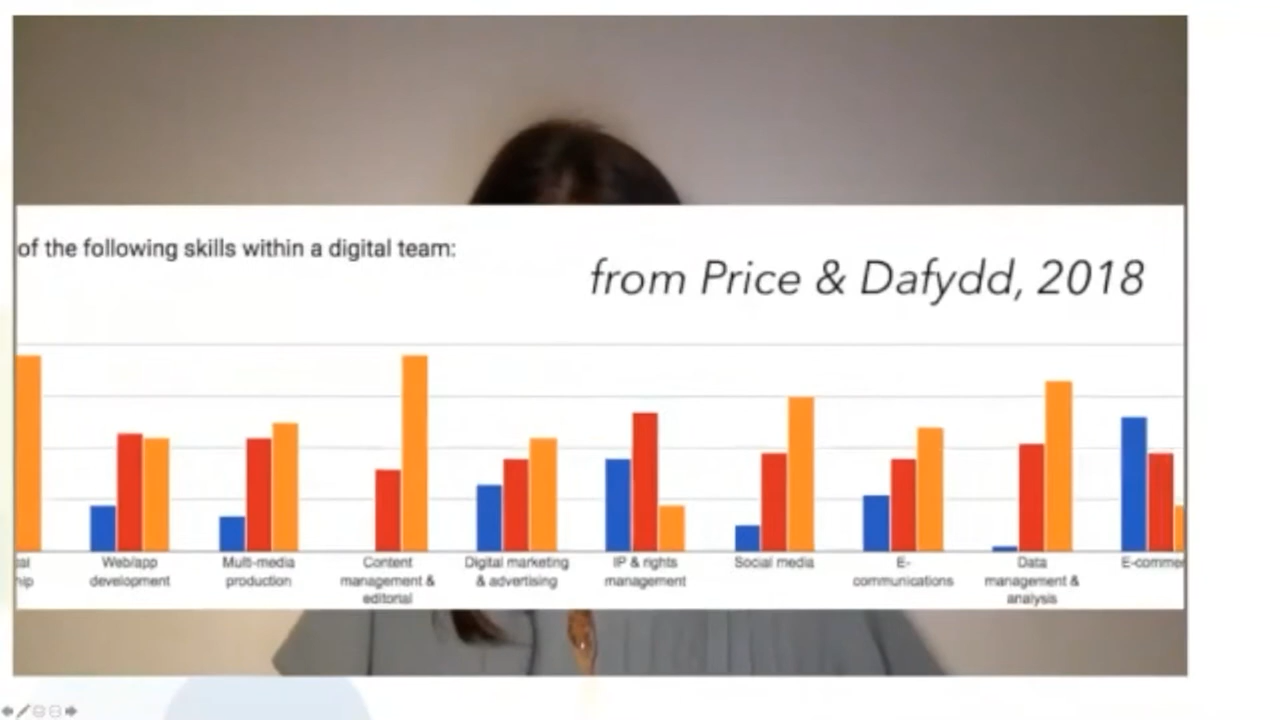 of the following skills within a digital team:
from Price & Dafydd, 2018
Web/app
development
Multi-media
production
Content
management &
editorial
Digital marketing
& advertising
IP & rights
management
Social media
E-
communications
Data
management &
analysis
E-commer